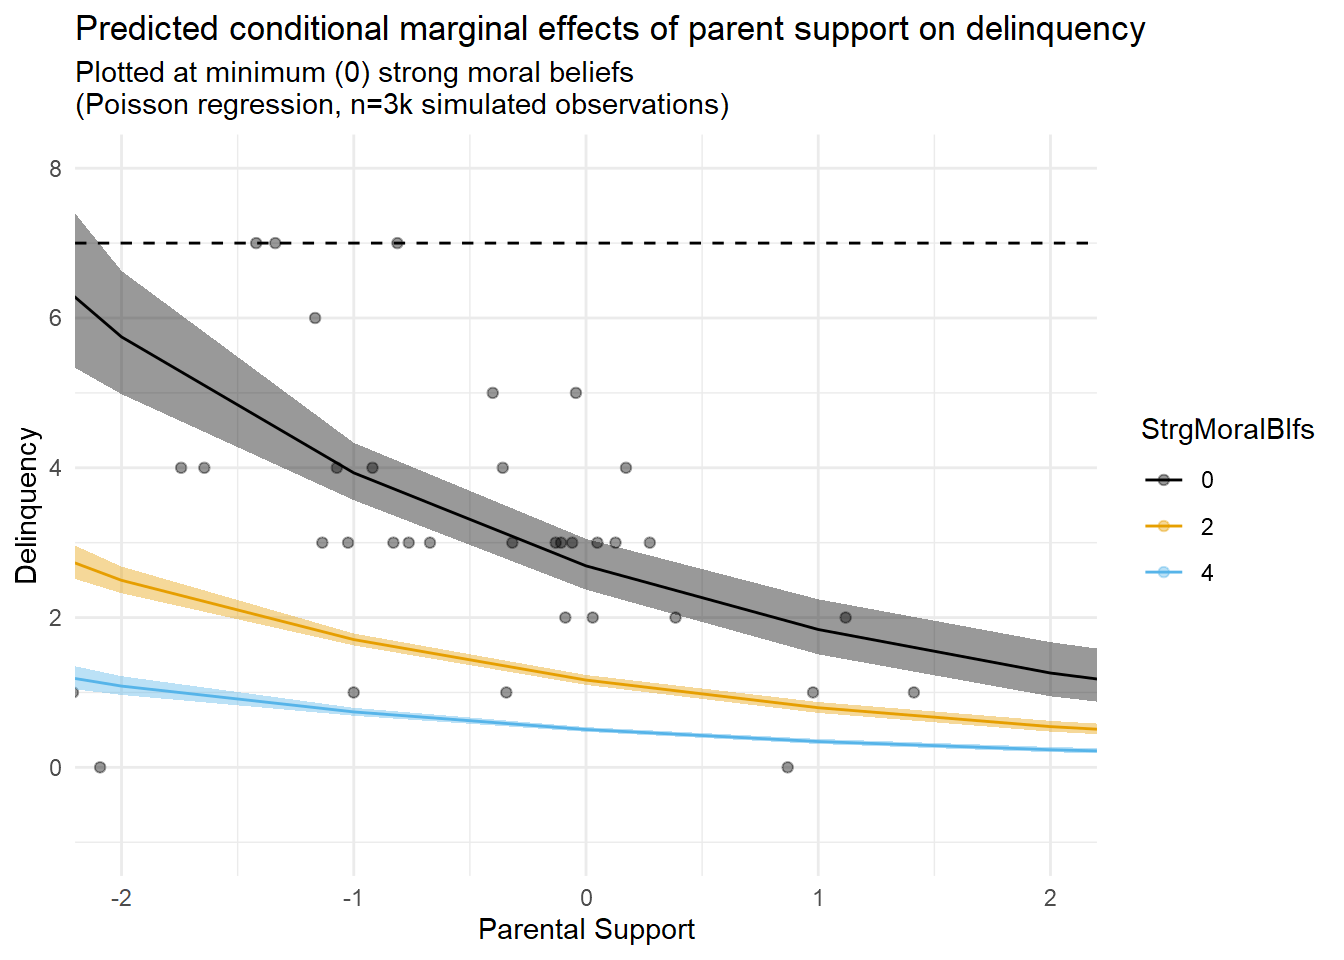 Predicted conditional marginal effects of parent support on delinquency
Plotted at minimum (0) strong moral beliefs
(Poisson regression, n=3k simulated observations)
8
6
4
2
0
Delinquency
-2
-1
0
1
2
Parental Support
StrgMoralBlfs
0
2
4